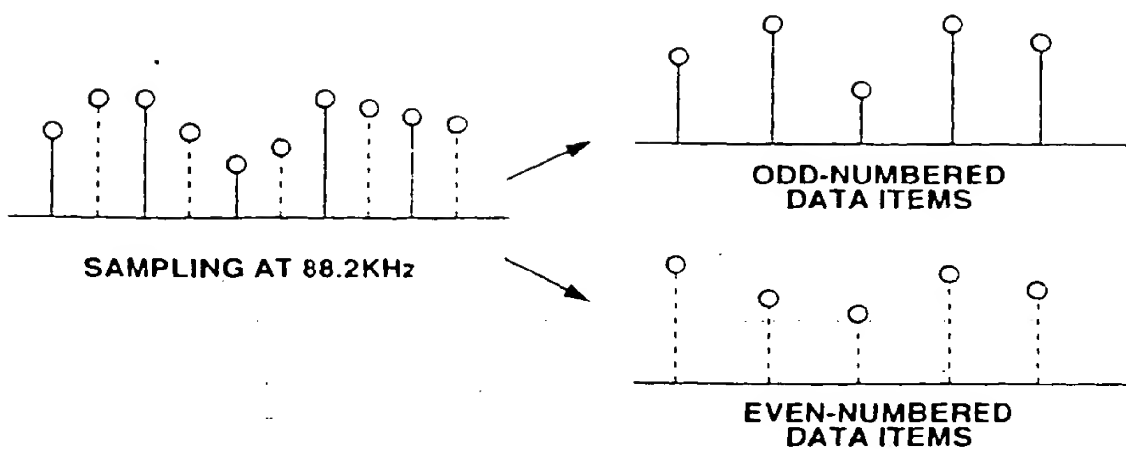 ODD-NUMBERED
DATA ITEMS
SAMPLING AT 88.2KHz
EVEN-NUMBERED
DATA ITEMS